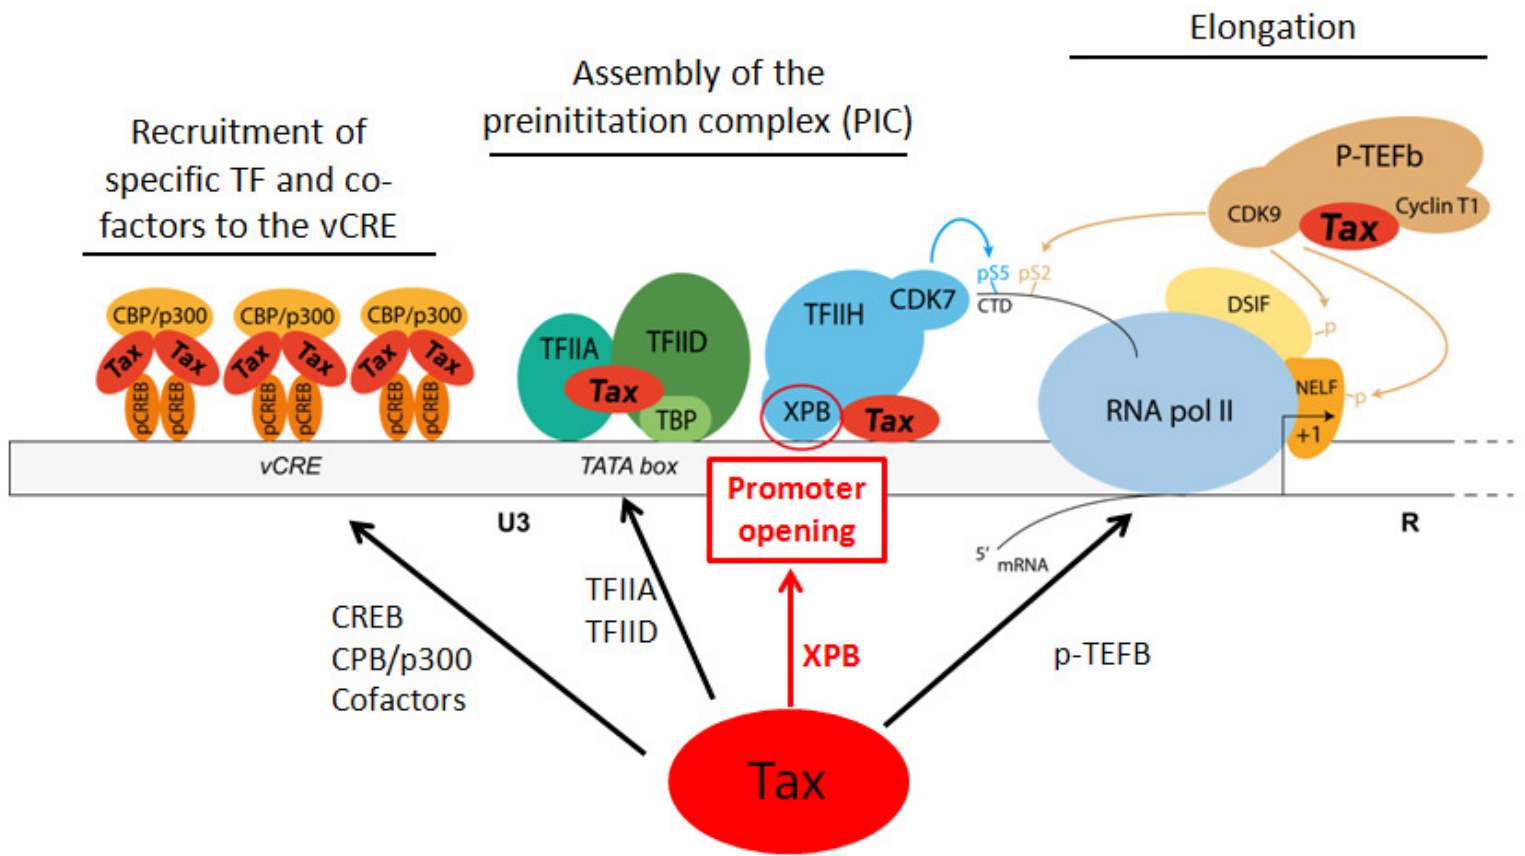 Elongation
Assembly of the
preinititation complex (PIC)
Recruitment of
specific TF and co-
factors to the vCRE
P-TEFb
CDK9
Tax
Cyclin T1
CBP/p300
CBP/p300
CBP/p300
Tax
Tax
Tax
Tax
Tax
Tax
pCREB
pCREB
pCREB
pCREB
pCREB
pCREB
TFIIA
TFIID
Tax
TBP
TFIIH
CDK7
XPB
Tax
pS5
pS2
CTD
DSIF
-p
RNA pol II
NELF
-p
+1
vCRE
TATA box
Promoter
opening
U3
R
5' mRNA
CREB
CPB/p300
Cofactors
TFIIA
TFIID
XPB
p-TEFB
Tax